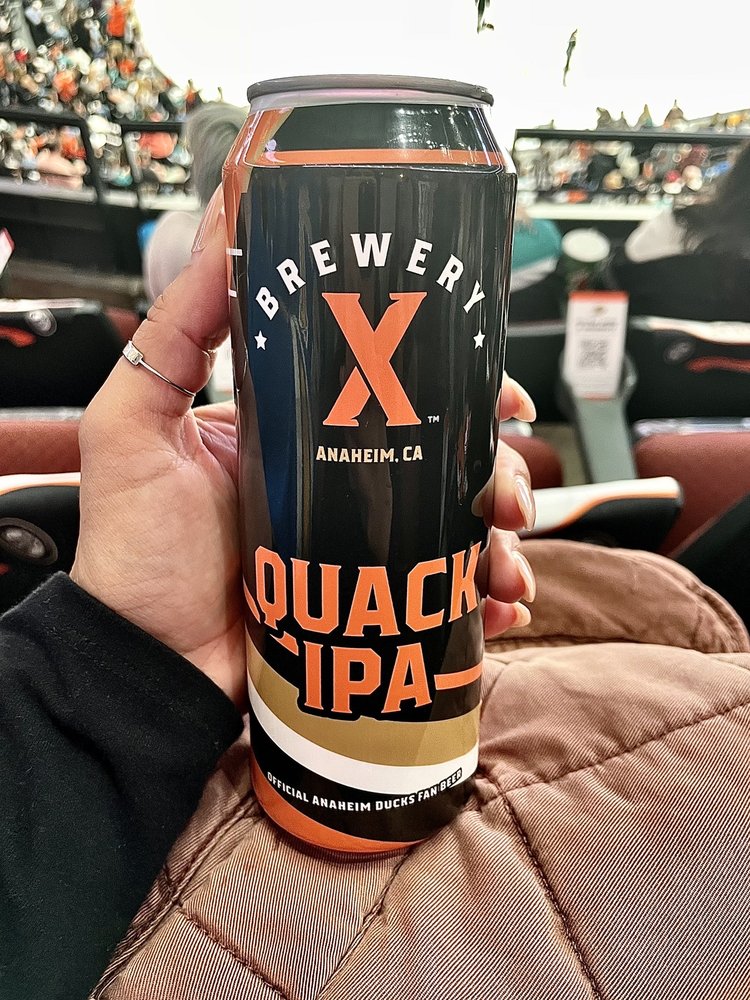 BREWERY
X
™
ANAHEIM, CA
QUACK
IPA
OFFICIAL ANAHEIM DUCKS FAN BEER